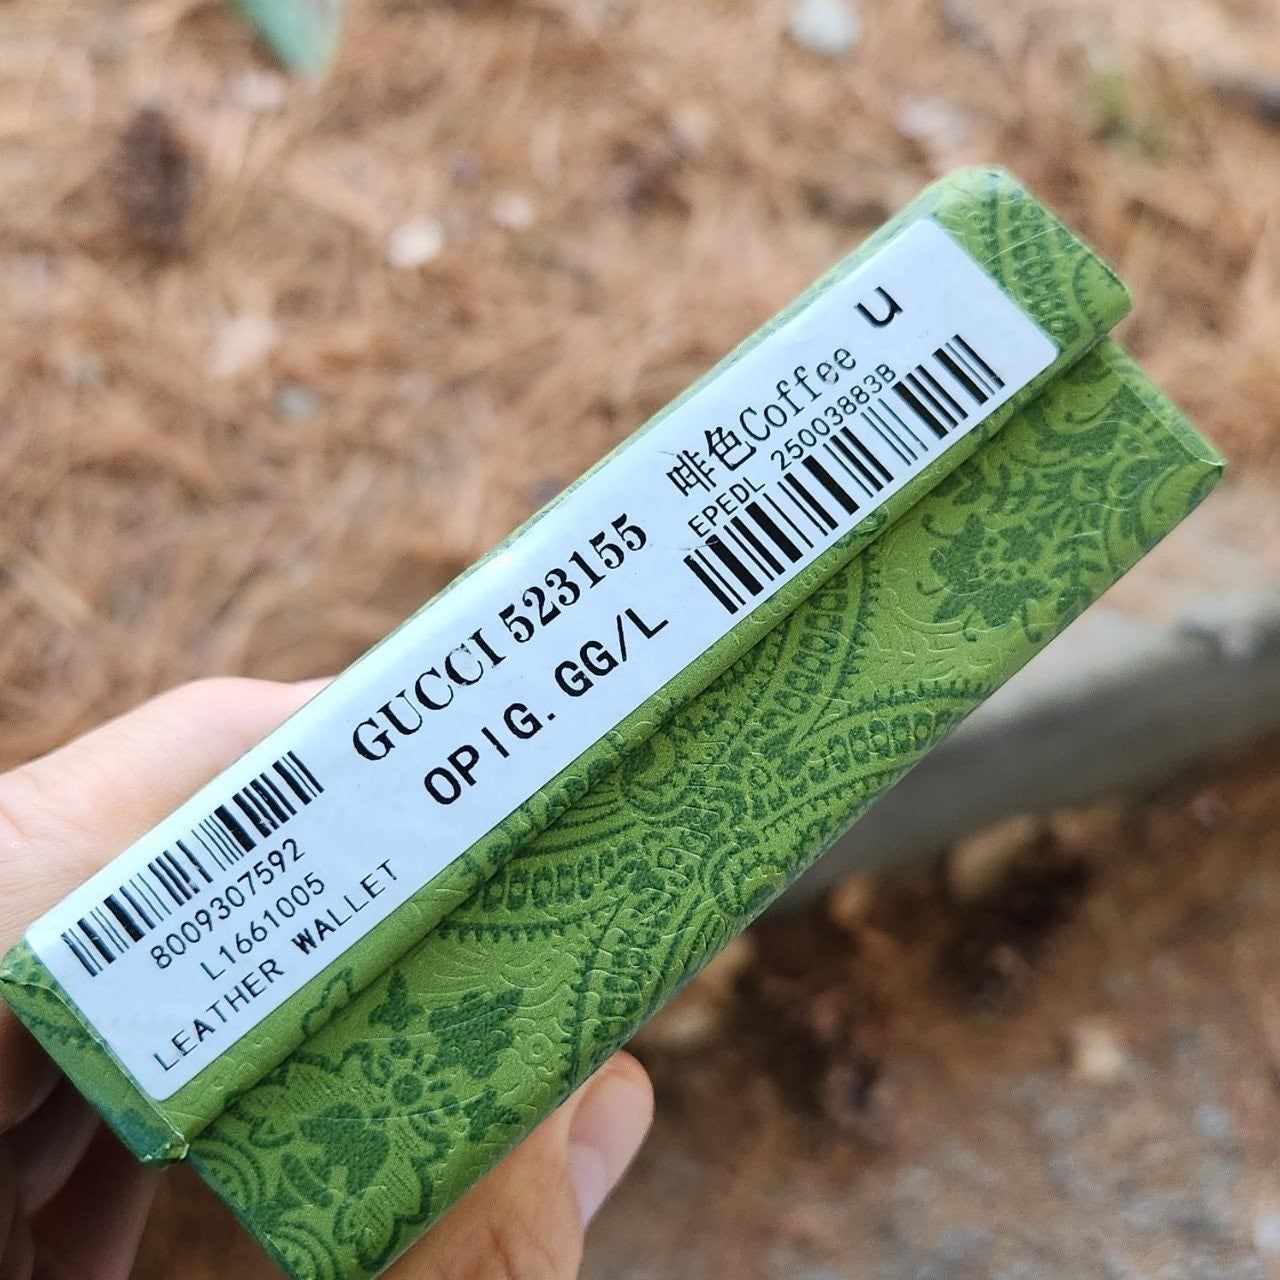 8009307592
L1661005
LEATHER WALLET
GUCCI 523155
OPIG. GG/L
u
啡色Coffee
EPEDL 25003883B